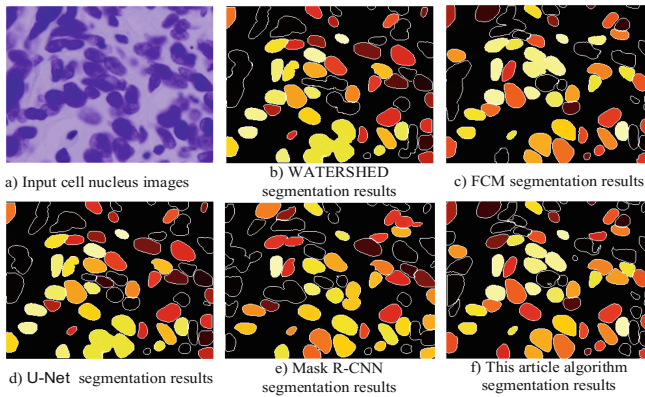 a) Input cell nucleus images
b) WATERSHED
segmentation results
c) FCM segmentation results
d) U-Net segmentation results
e) Mask R-CNN
segmentation results
f) This article algorithm
segmentation results